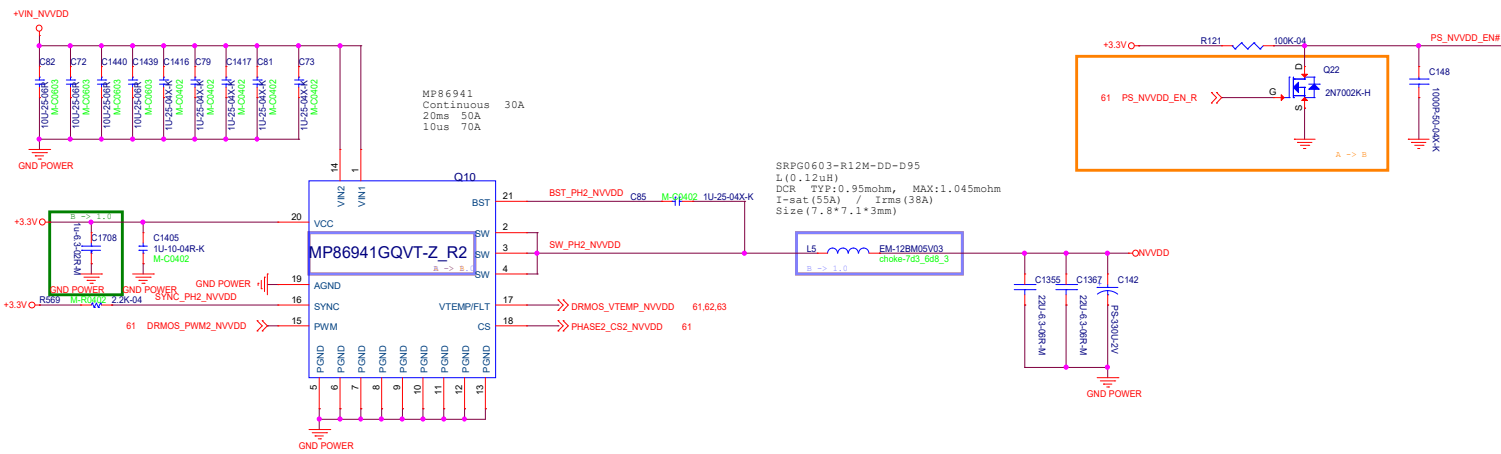 +VIN_NVVDD
C82
10U-25-06R
M-C0603
C72
10U-25-06R
M-C0603
C1440
10U-25-06R
M-C0603
C1439
10U-25-06R
M-C0603
C1416
1U-25-04X-K
M-C0402
C79
1U-25-04X-K
M-C0402
C1417
1U-25-04X-K
M-C0402
C81
1U-25-04X-K
M-C0402
C73
1U-25-04X-K
M-C0402
GND POWER
MP86941
Continuous 30A
20ms 50A
10us 70A
Q10
14
1
VIN2
VIN1
20
VCC
19
AGND
16
SYNC
15
PWM
MP86941GQVT-Z_R2
B -> B.0
BST
21
SW
2
SW
3
SW
4
VTEMP/FLT
17
CS
18
PGND
PGND
PGND
PGND
PGND
PGND
PGND
PGND
PGND
5
6
7
8
9
10
11
12
13
GND POWER
+3.3V
B -> 1.0
C1708
1u-6.3-02R-M
GND POWER
C1405
1U-10-04R-K
M-C0402
GND POWER
GND POWER
+3.3V
R569
M-R0402
2.2K-04
SYNC_PH2_NVVDD
61 DRMOS_PWM2_NVVDD
BST_PH2_NVVDD
C85
M-C0402
1U-25-04X-K
SW_PH2_NVVDD
DRMOS_VTEMP_NVVDD 61,62,63
PHASE2_CS2_NVVDD 61
SRPG0603-R12M-DD-D95
L(0.12uH)
DCR TYP:0.95mohm, MAX:1.045mohm
I-sat(55A) / Irms(38A)
Size(7.8*7.1*3mm)
L5
EM-12BM05V03
choke-7d3_6d8_3
B -> 1.0
NVVDD
C1355
22U-6.3-06R-M
C1367
22U-6.3-06R-M
C142
PS-330U-2V
GND POWER
+3.3V
R121
100K-04
PS_NVVDD_EN#
61 PS_NVVDD_EN_R
G
D
S
Q22
2N7002K-H
A -> B
C148
1000P-50-04X-K